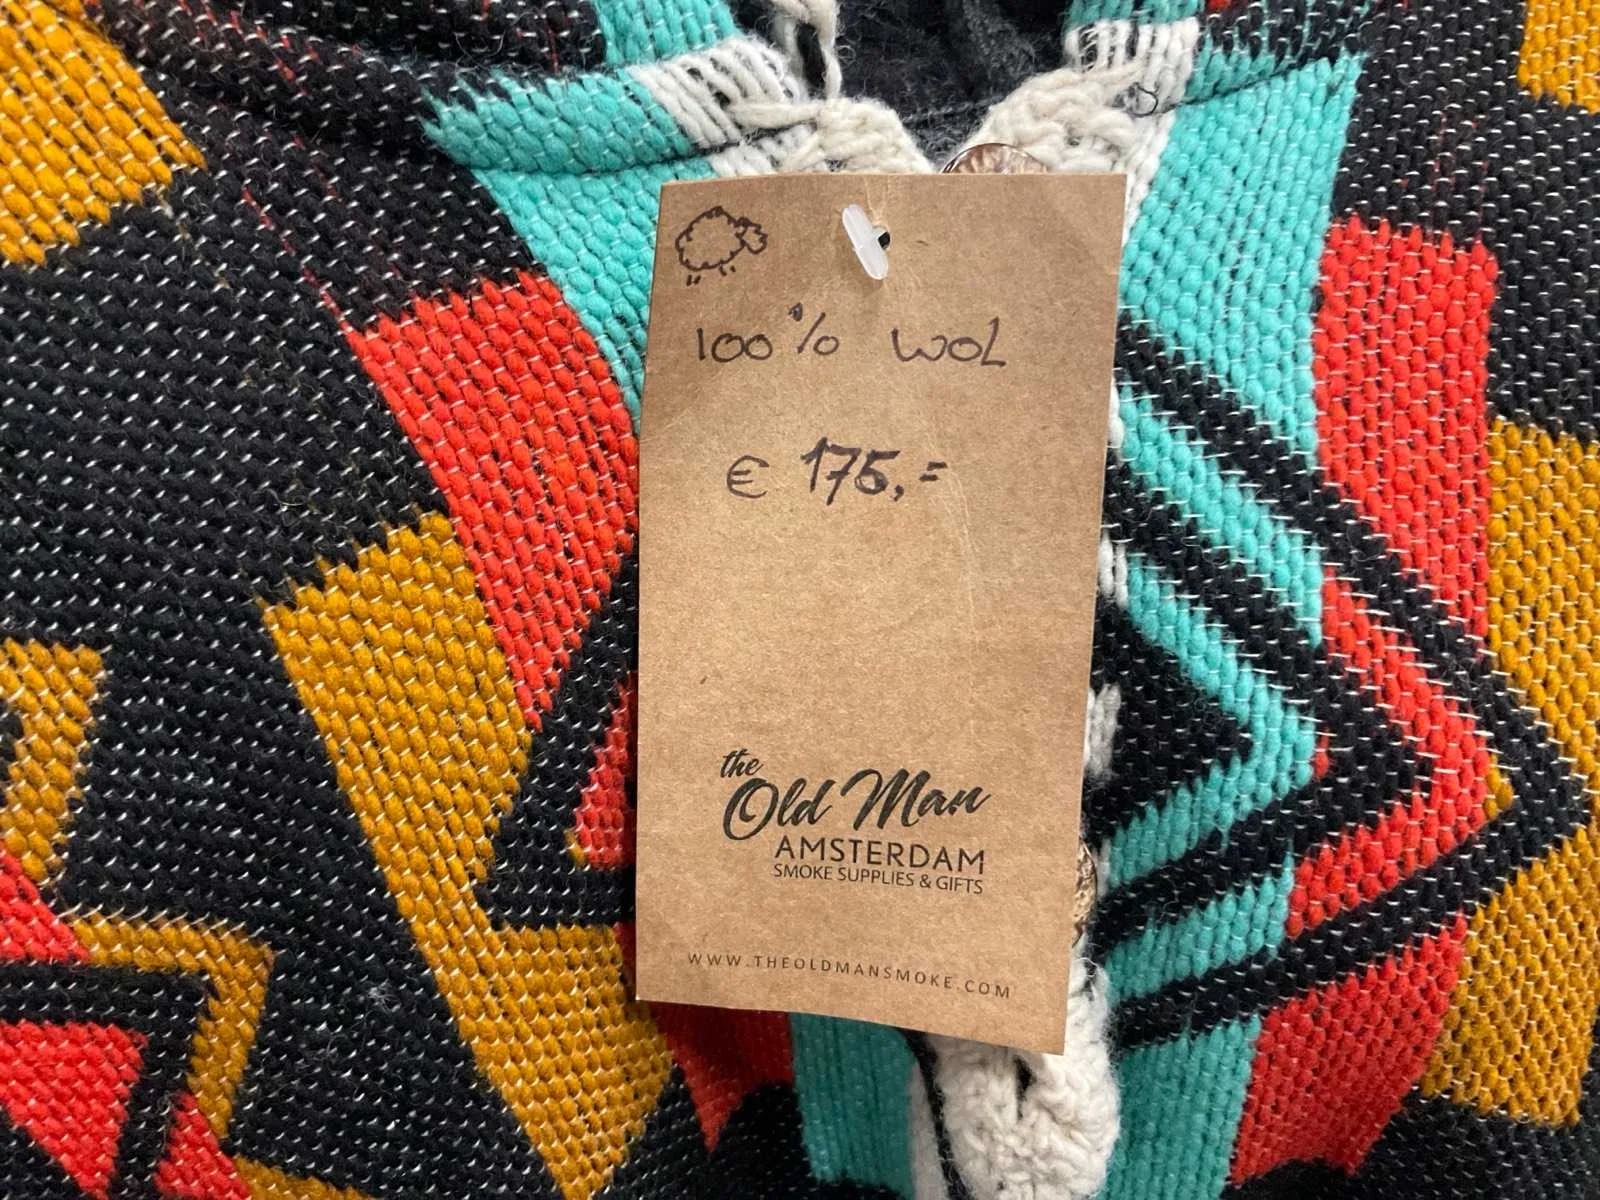 100% WOL
€ 175,=
the
Old Man
AMSTERDAM
SMOKE SUPPLIES & GIFTS
WWW.THEOLDMANSMOKE.COM